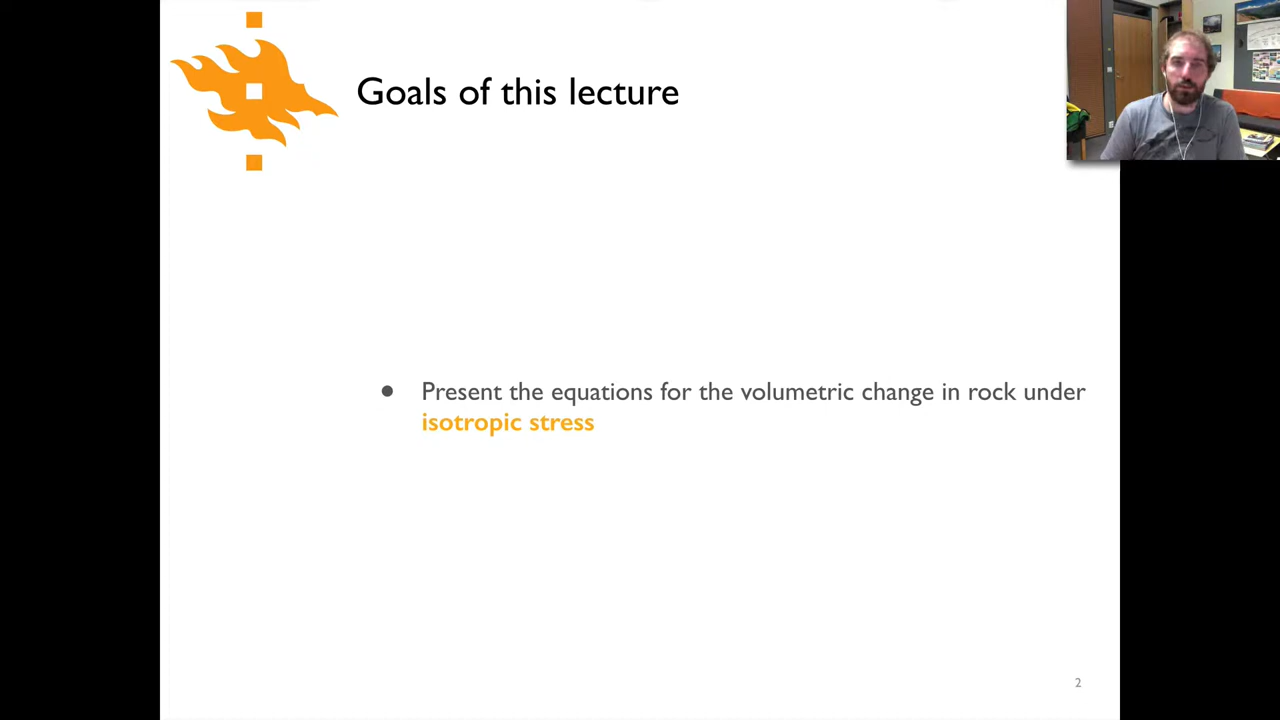 Goals of this lecture
● Present the equations for the volumetric change in rock under
isotropic stress
2